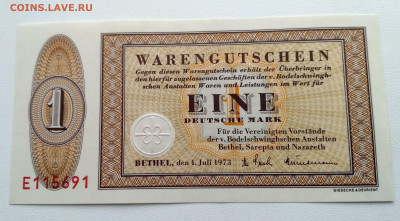 COINS.LAVE.RU
WARENGUTSCHEIN
Gegen diesen Warengutschein erhält der Überbringer in
den hierfür zugelassenen Geschäften der v. Bodelschwingh-
schen Anstalten Waren und Leistungen im Wert für
EINE
DEUTSCHE MARK
Für die Vereinigten Vorstände
der v. Bodelschwinghschen Anstalten
Bethel, Sarepta und Nazareth
BETHEL, den 1. Juli 1973
1
E115691
GIESECKE & DEVRIENT